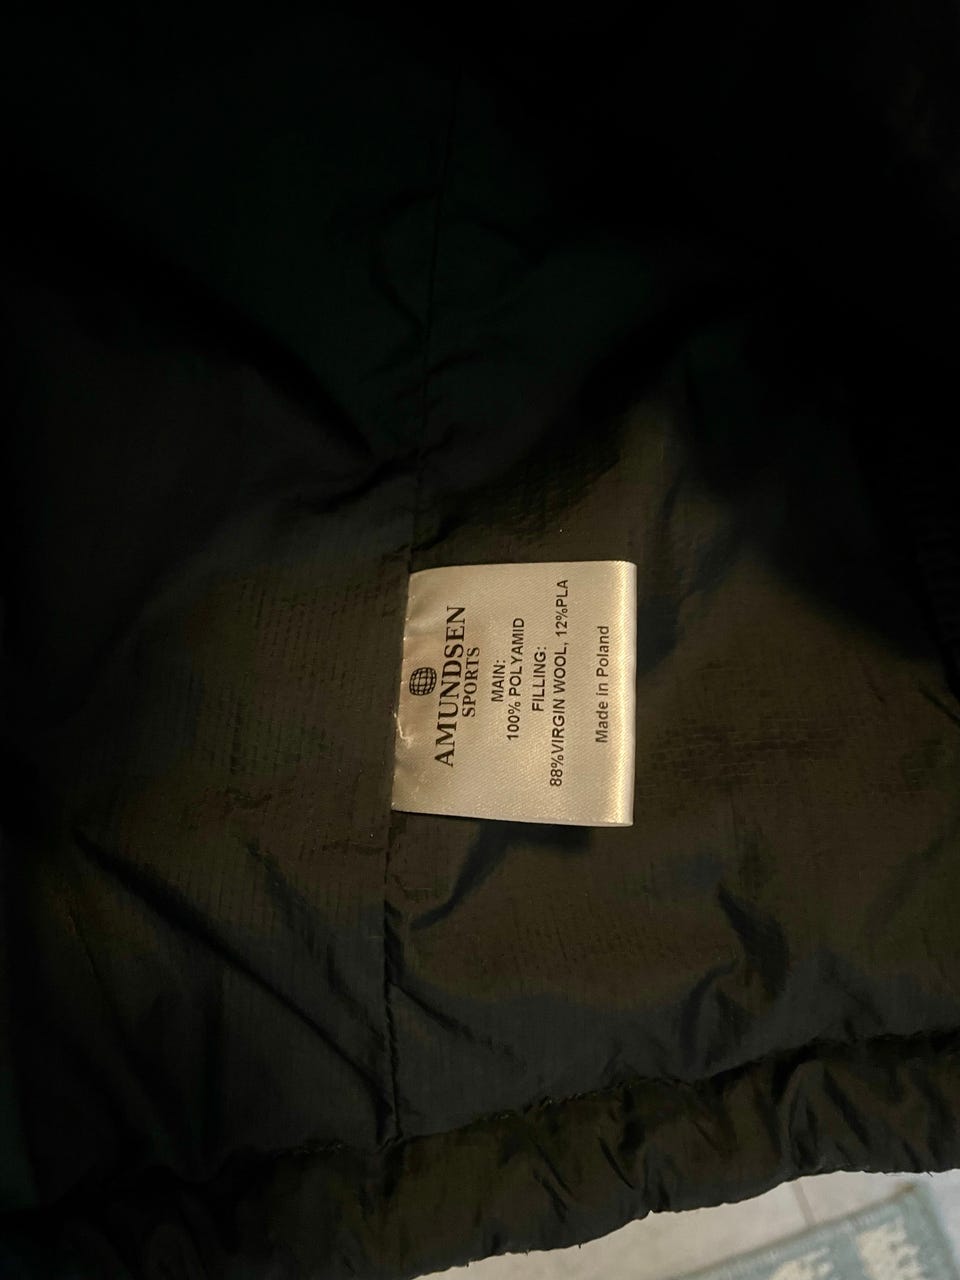 AMUNDSEN
SPORTS
MAIN:
100% POLYAMID
FILLING:
88%VIRGIN WOOL, 12%PLA
Made in Poland